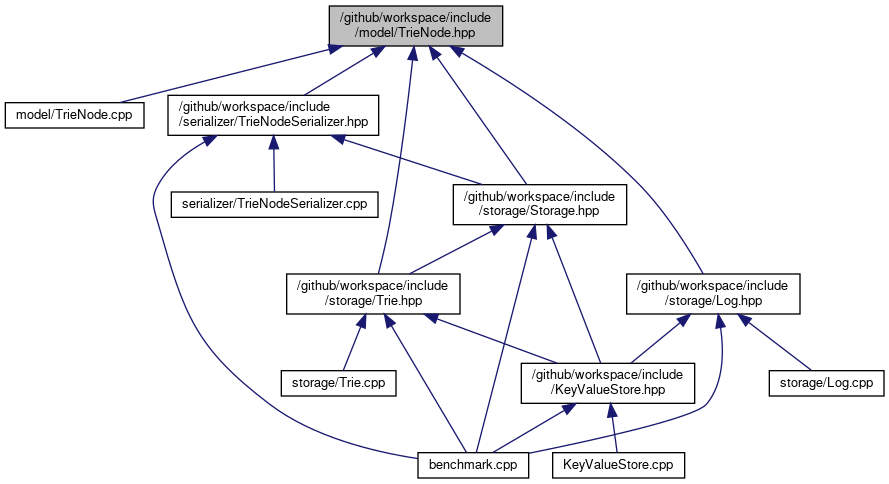 /github/workspace/include
/model/TrieNode.hpp
model/TrieNode.cpp
/github/workspace/include
/serializer/TrieNodeSerializer.hpp
serializer/TrieNodeSerializer.cpp
/github/workspace/include
/storage/Storage.hpp
/github/workspace/include
/storage/Trie.hpp
/github/workspace/include
/storage/Log.hpp
storage/Trie.cpp
/github/workspace/include
/KeyValueStore.hpp
storage/Log.cpp
benchmark.cpp
KeyValueStore.cpp